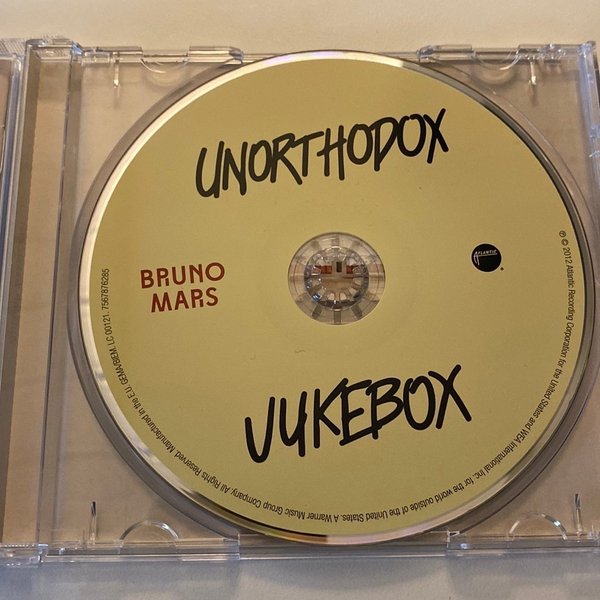 UNORTHODOX
BRUNO
MARS
ATLANTIC
JUKEBOX
℗ © 2012 Atlantic Recording Corporation for the United States and WEA International Inc. for the world outside of the United States. A Warner Music Group Company. All Rights Reserved. Manufactured in the E.U. GEMA/BIEM. LC 00121. 7567876285